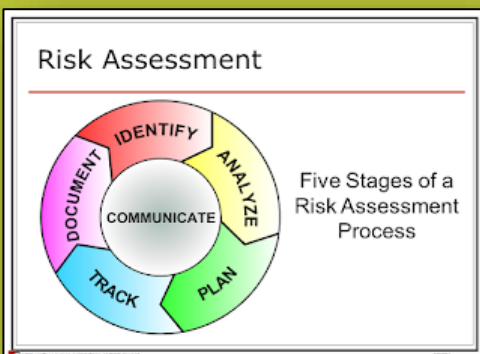 Risk Assessment
IDENTIFY
ANALYZE
PLAN
TRACK
DOCUMENT
COMMUNICATE
Five Stages of a
Risk Assessment
Process